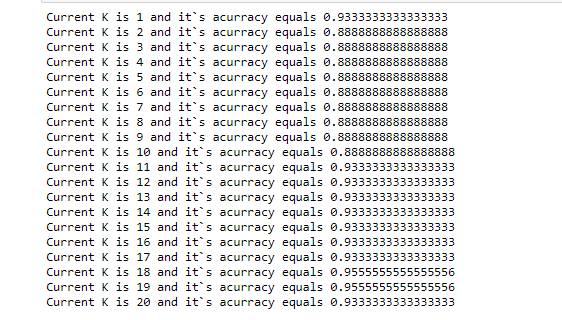 Current K is 1 and it`s acurracy equals 0.9333333333333333
Current K is 2 and it`s acurracy equals 0.8888888888888888
Current K is 3 and it`s acurracy equals 0.8888888888888888
Current K is 4 and it`s acurracy equals 0.8888888888888888
Current K is 5 and it`s acurracy equals 0.8888888888888888
Current K is 6 and it`s acurracy equals 0.8888888888888888
Current K is 7 and it`s acurracy equals 0.8888888888888888
Current K is 8 and it`s acurracy equals 0.8888888888888888
Current K is 9 and it`s acurracy equals 0.8888888888888888
Current K is 10 and it`s acurracy equals 0.8888888888888888
Current K is 11 and it`s acurracy equals 0.9333333333333333
Current K is 12 and it`s acurracy equals 0.9333333333333333
Current K is 13 and it`s acurracy equals 0.9333333333333333
Current K is 14 and it`s acurracy equals 0.9333333333333333
Current K is 15 and it`s acurracy equals 0.9333333333333333
Current K is 16 and it`s acurracy equals 0.9333333333333333
Current K is 17 and it`s acurracy equals 0.9333333333333333
Current K is 18 and it`s acurracy equals 0.9555555555555556
Current K is 19 and it`s acurracy equals 0.9555555555555556
Current K is 20 and it`s acurracy equals 0.9333333333333333